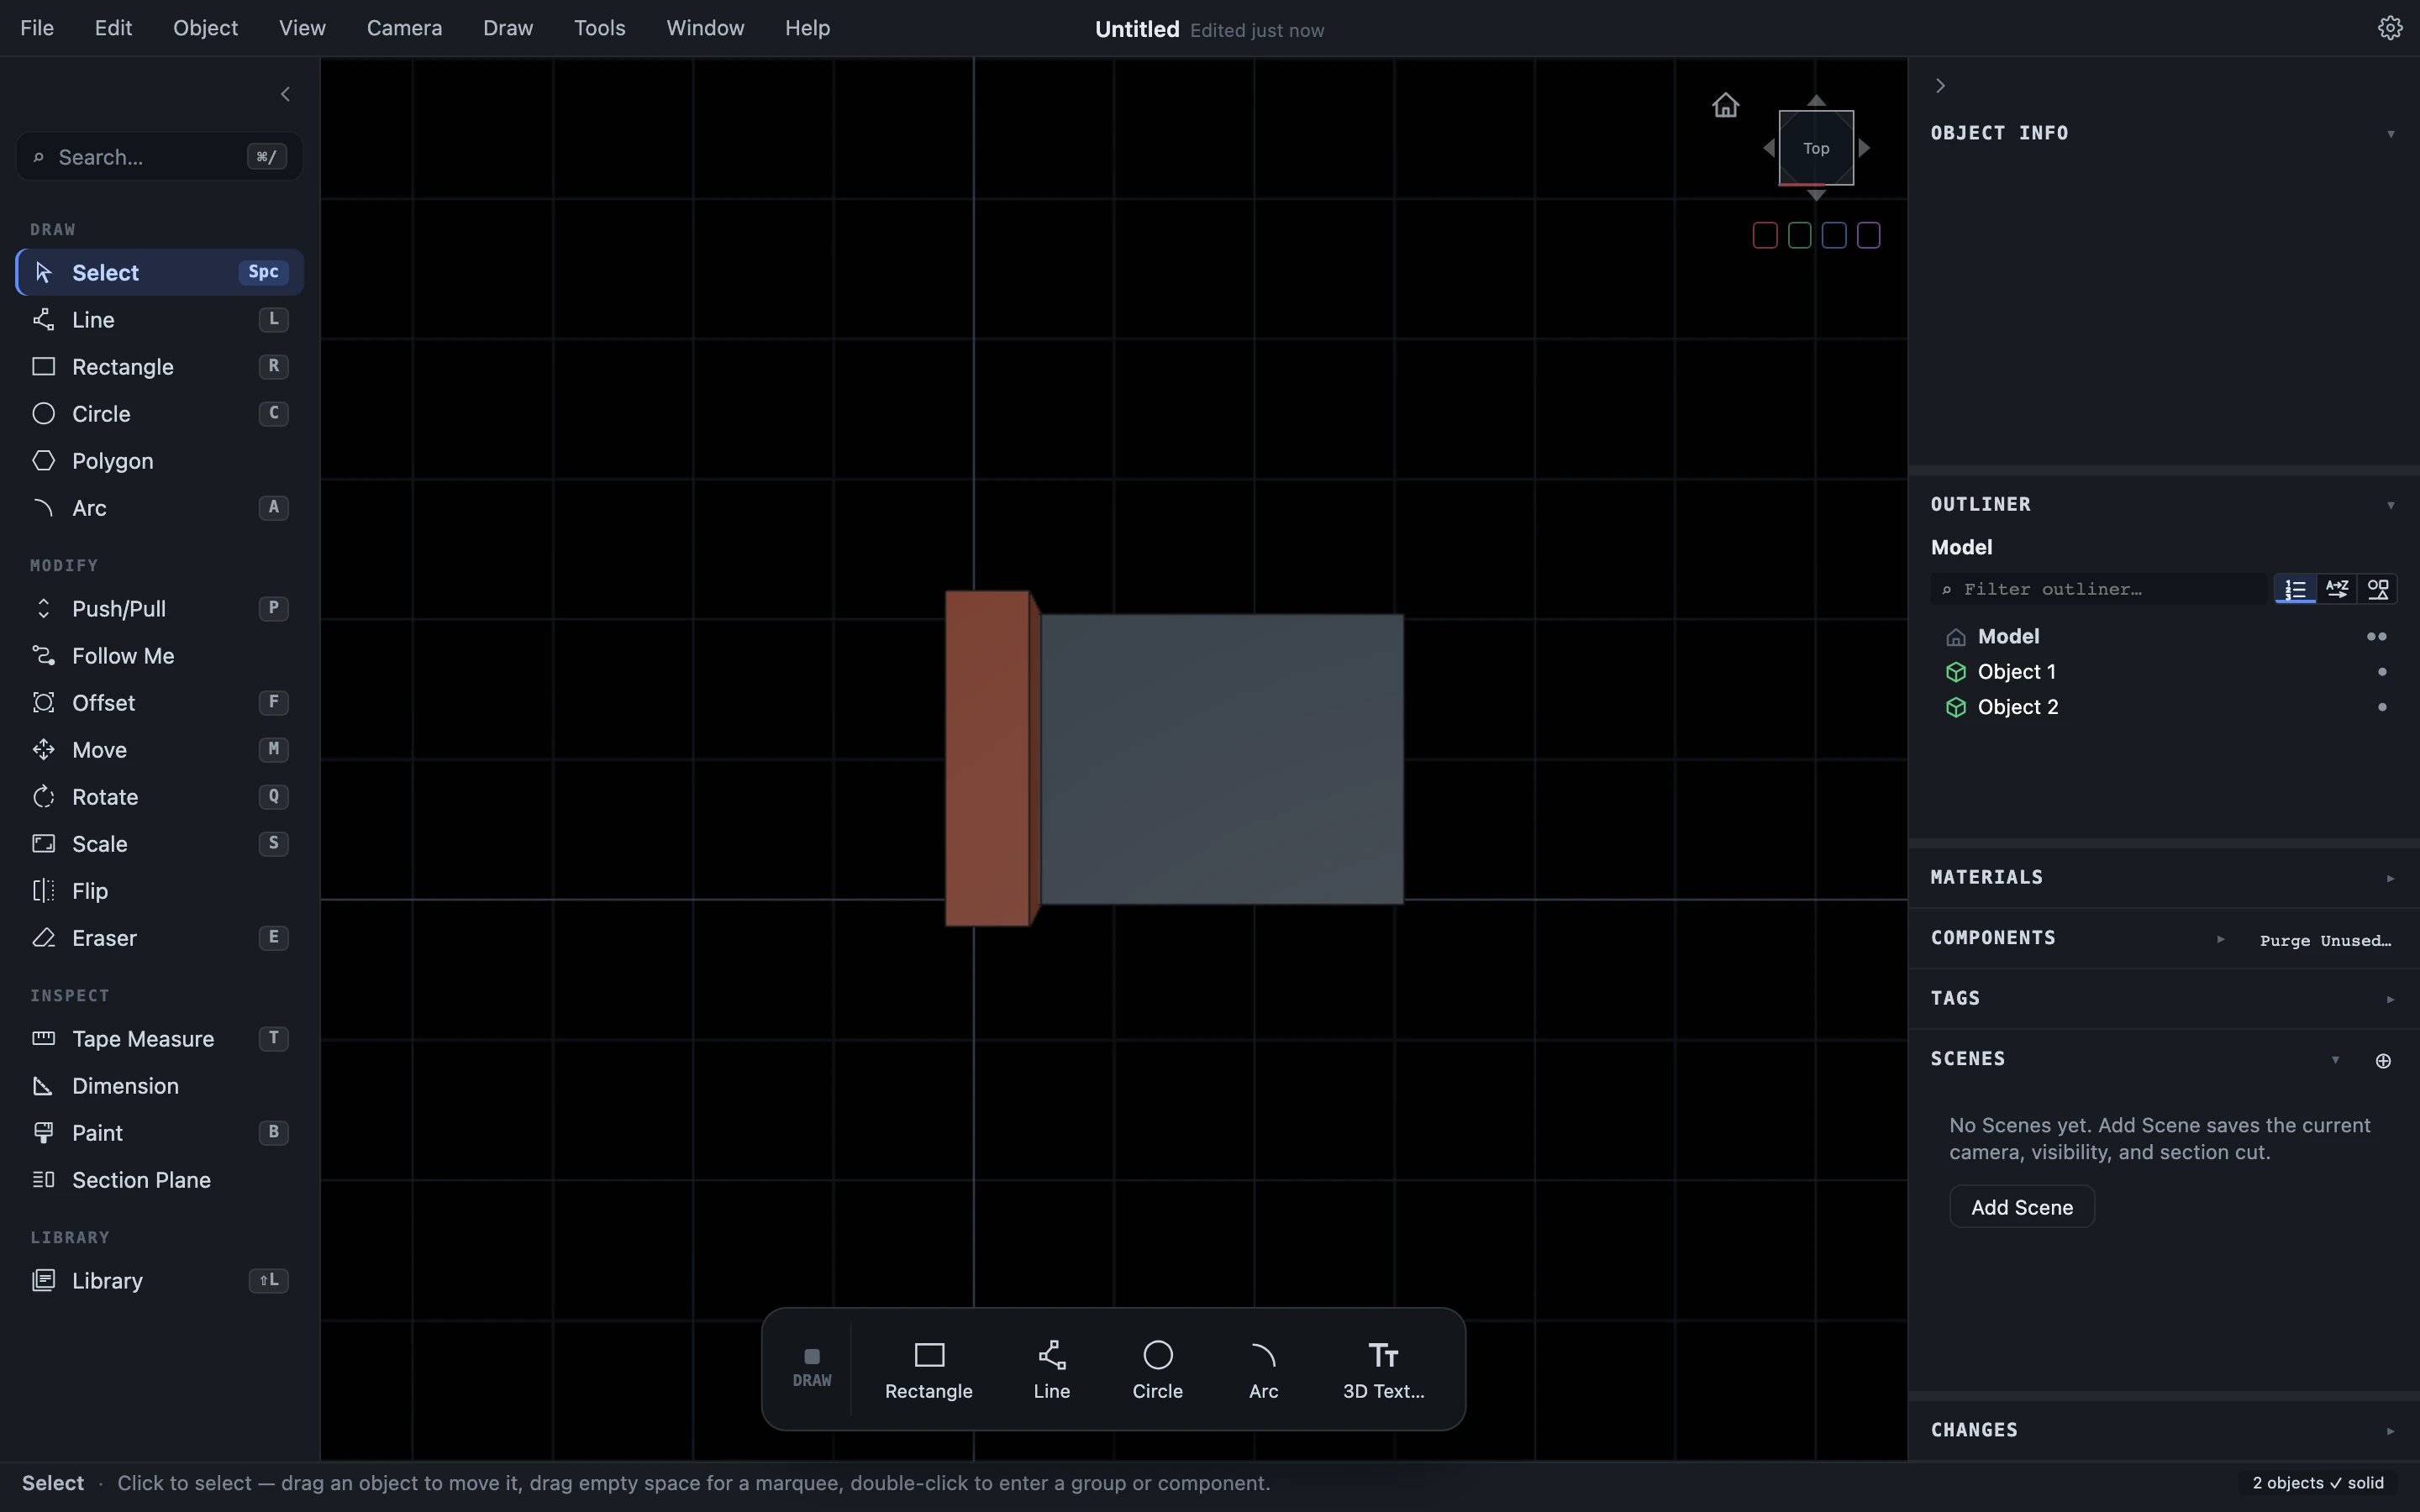 File Edit Object View Camera Draw Tools Window Help
Untitled Edited just now
Search... ⌘/
DRAW
Select Spc
Line L
Rectangle R
Circle C
Polygon
Arc A
MODIFY
Push/Pull P
Follow Me
Offset F
Move M
Rotate Q
Scale S
Flip
Eraser E
INSPECT
Tape Measure T
Dimension
Paint B
Section Plane
LIBRARY
Library ⇧L
Top
DRAW
Rectangle
Line
Circle
Arc
3D Text...
OBJECT INFO
OUTLINER
Model
Filter outliner…
Model
Object 1
Object 2
MATERIALS
COMPONENTS Purge Unused…
TAGS
SCENES
No Scenes yet. Add Scene saves the current
camera, visibility, and section cut.
Add Scene
CHANGES
Select · Click to select — drag an object to move it, drag empty space for a marquee, double-click to enter a group or component.
2 objects ✓ solid